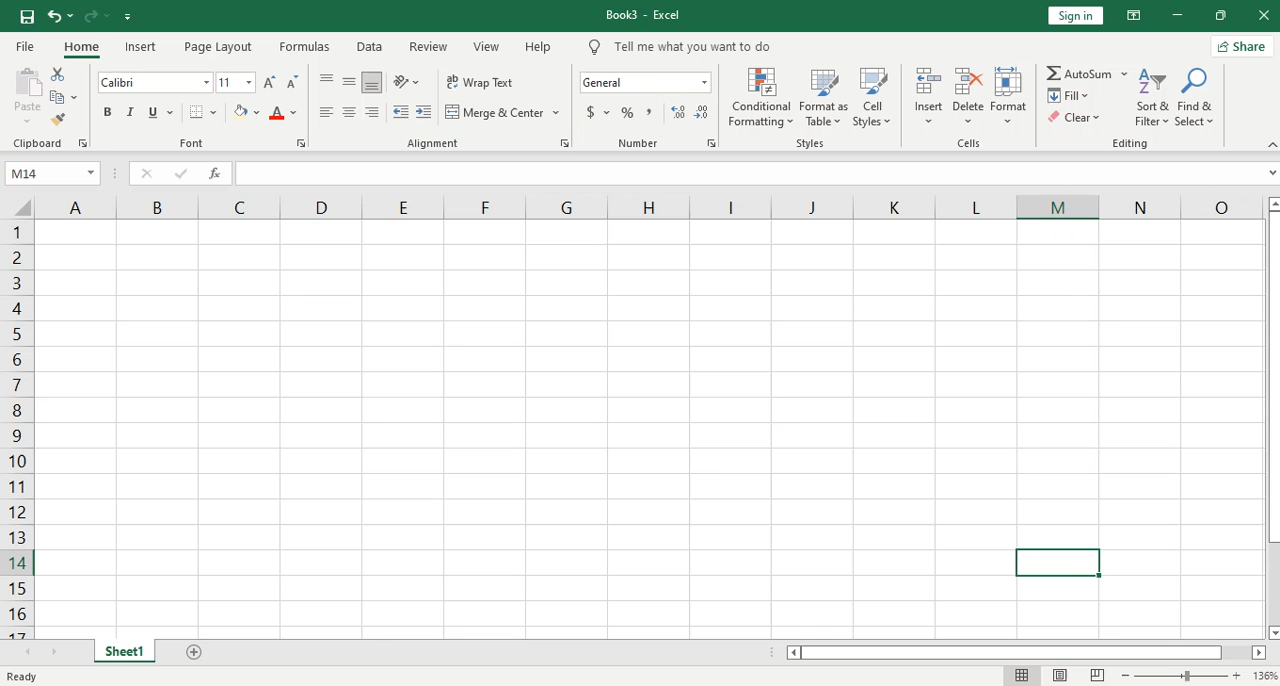 Book3 - Excel
Sign in
File Home Insert Page Layout Formulas Data Review View Help Tell me what you want to do Share
Paste
Calibri 11
B I U A
Wrap Text
Merge & Center
General
$ % ,
Conditional Formatting
Format as Table
Cell Styles
Insert Delete Format
AutoSum
Fill
Clear
Sort & Filter
Find & Select
Clipboard Font Alignment Number Styles Cells Editing
M14 fx
A B C D E F G H I J K L M N O
1
2
3
4
5
6
7
8
9
10
11
12
13
14
15
16
17
Sheet1
Ready 136%